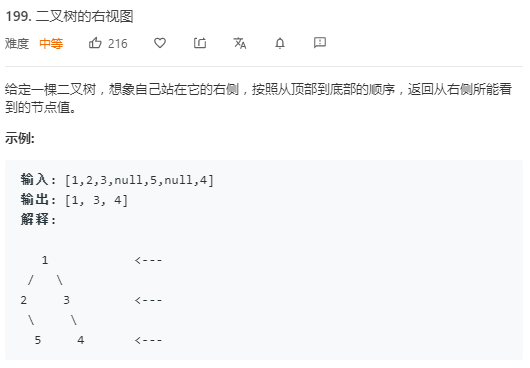 199. 二叉树的右视图
难度 中等 216
给定一棵二叉树，想象自己站在它的右侧，按照从顶部到底部的顺序，返回从右侧所能看
到的节点值。
示例:
输入: [1,2,3,null,5,null,4]
输出: [1, 3, 4]
解释:
   1            <---
 /   \
2     3         <---
 \     \
  5     4       <---